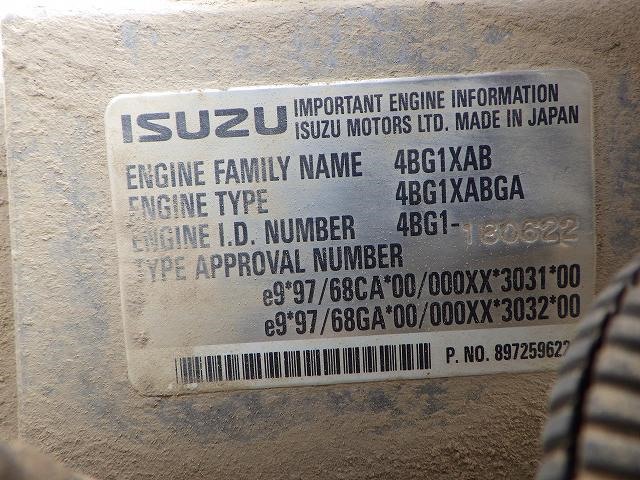 ISUZU IMPORTANT ENGINE INFORMATION
ISUZU MOTORS LTD. MADE IN JAPAN
ENGINE FAMILY NAME 4BG1XAB
ENGINE TYPE 4BG1XABGA
ENGINE I.D. NUMBER 4BG1-180622
TYPE APPROVAL NUMBER
e9*97/68CA*00/000XX*3031*00
e9*97/68GA*00/000XX*3032*00
P. NO. 89725962